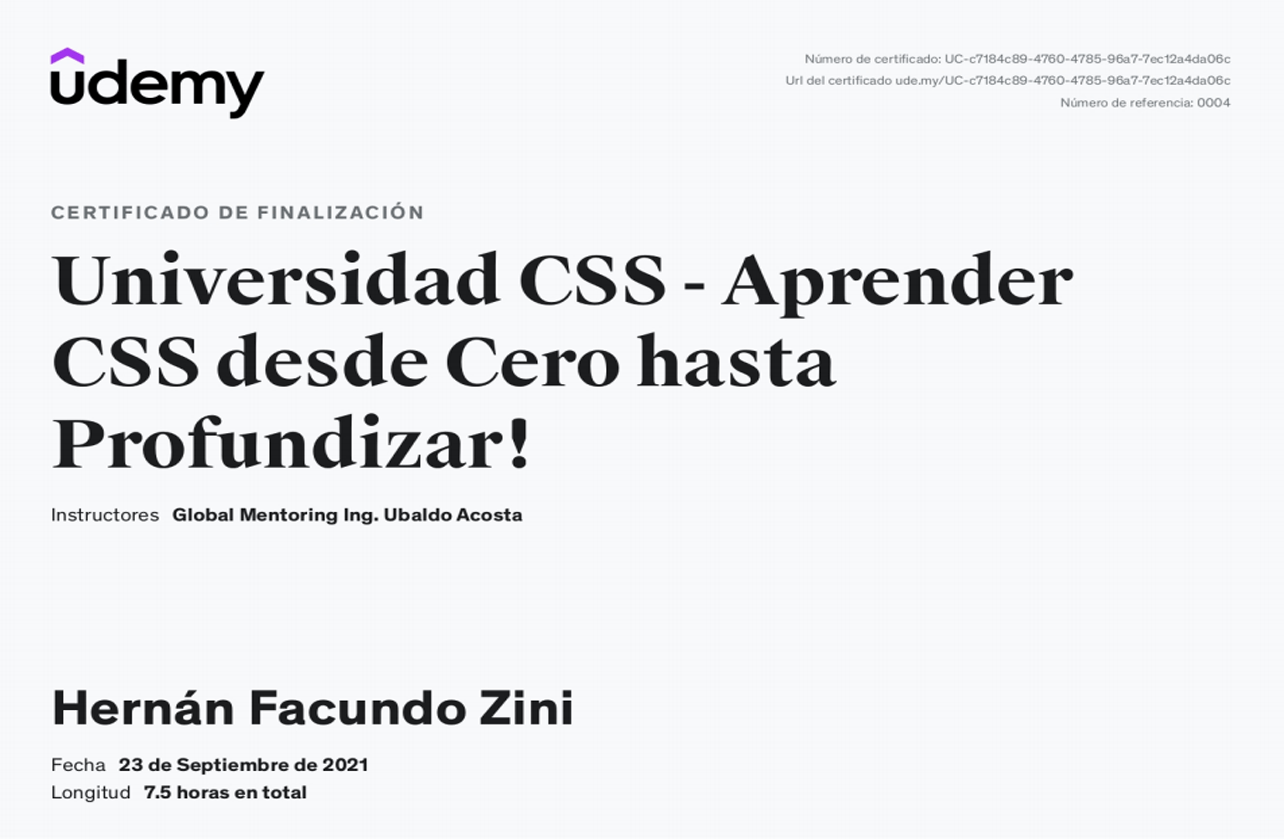 udemy
Número de certificado: UC-c7184c89-4760-4785-96a7-7ec12a4da06c
Url del certificado ude.my/UC-c7184c89-4760-4785-96a7-7ec12a4da06c
Número de referencia: 0004
CERTIFICADO DE FINALIZACIÓN
Universidad CSS - Aprender
CSS desde Cero hasta
Profundizar!
Instructores Global Mentoring Ing. Ubaldo Acosta
Hernán Facundo Zini
Fecha 23 de Septiembre de 2021
Longitud 7.5 horas en total